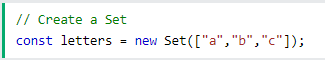 // Create a Set
const letters = new Set(["a","b","c"]);